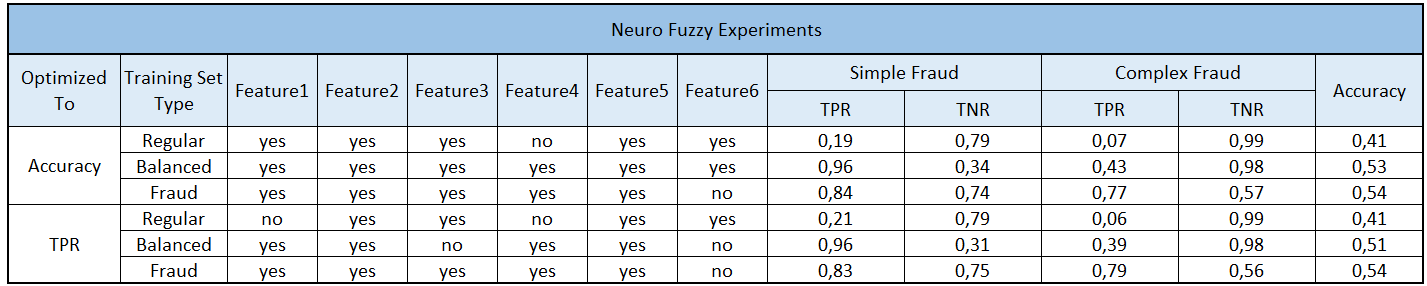 Neuro Fuzzy Experiments
Optimized To Training Set Type Feature1 Feature2 Feature3 Feature4 Feature5 Feature6 Simple Fraud Complex Fraud Accuracy
TPR TNR TPR TNR
Accuracy Regular yes yes yes no yes yes 0,19 0,79 0,07 0,99 0,41
Balanced yes yes yes yes yes yes 0,96 0,34 0,43 0,98 0,53
Fraud yes yes yes yes yes no 0,84 0,74 0,77 0,57 0,54
TPR Regular no yes yes no yes yes 0,21 0,79 0,06 0,99 0,41
Balanced yes yes no yes yes no 0,96 0,31 0,39 0,98 0,51
Fraud yes yes yes yes yes no 0,83 0,75 0,79 0,56 0,54